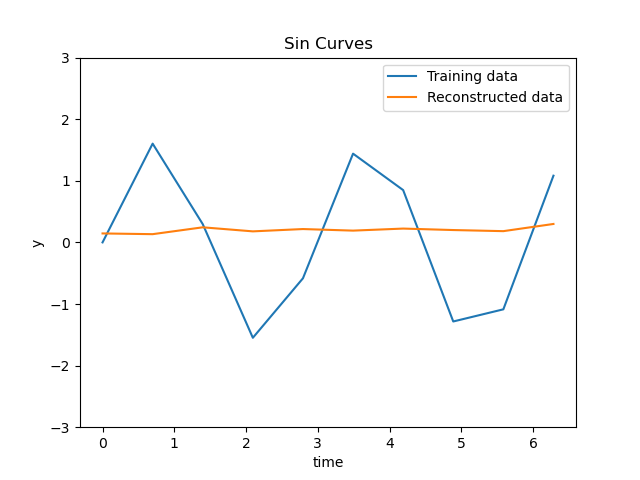 Sin Curves
Training data
Reconstructed data
3
2
1
0
−1
−2
−3
y
0 1 2 3 4 5 6
time